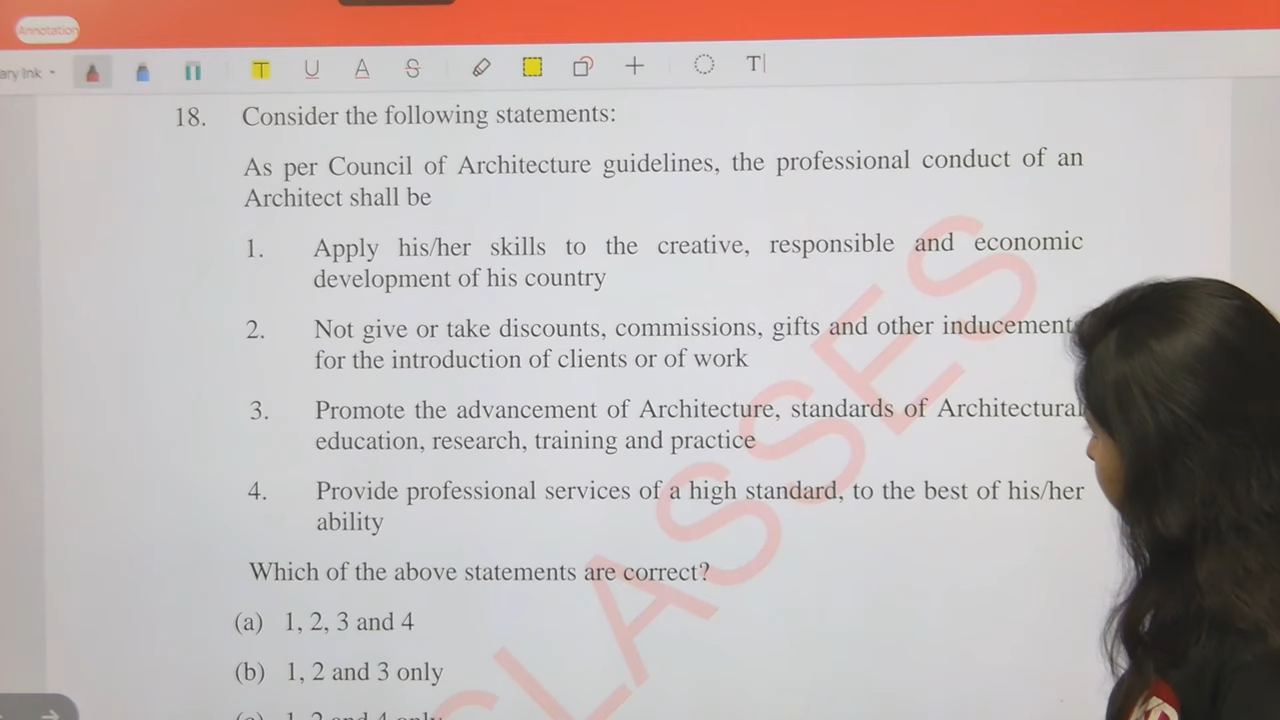 Annotation
ary Ink
T U A S T
18. Consider the following statements:
As per Council of Architecture guidelines, the professional conduct of an
Architect shall be
1. Apply his/her skills to the creative, responsible and economic
development of his country
2. Not give or take discounts, commissions, gifts and other inducement
for the introduction of clients or of work
3. Promote the advancement of Architecture, standards of Architectural
education, research, training and practice
4. Provide professional services of a high standard, to the best of his/her
ability
Which of the above statements are correct?
(a) 1, 2, 3 and 4
(b) 1, 2 and 3 only
CLASSES